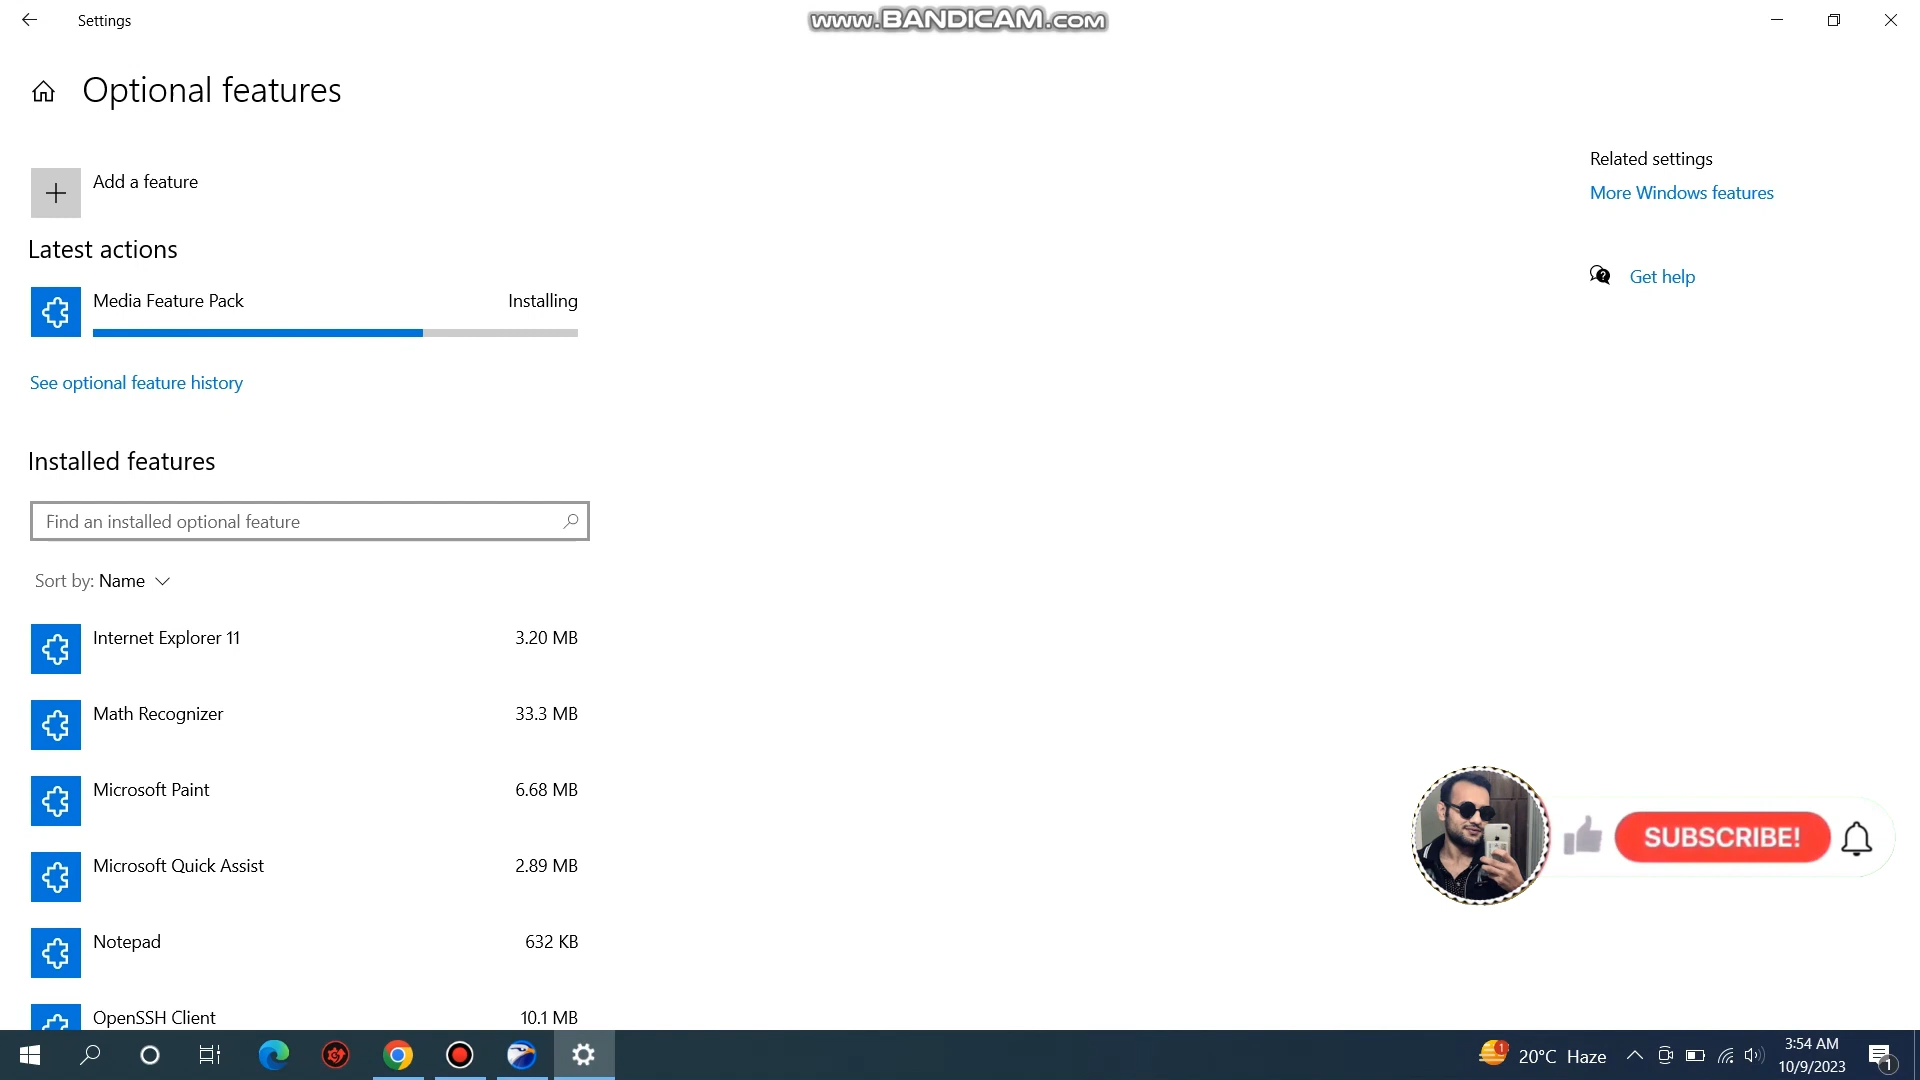 Settings
www.BANDICAM.com
Optional features
Add a feature
Related settings
More Windows features
Latest actions
Get help
Media Feature Pack Installing
See optional feature history
Installed features
Find an installed optional feature
Sort by: Name
Internet Explorer 11 3.20 MB
Math Recognizer 33.3 MB
Microsoft Paint 6.68 MB
SUBSCRIBE!
Microsoft Quick Assist 2.89 MB
Notepad 632 KB
OpenSSH Client 10.1 MB
1 20°C Haze 3:54 AM
10/9/2023 1